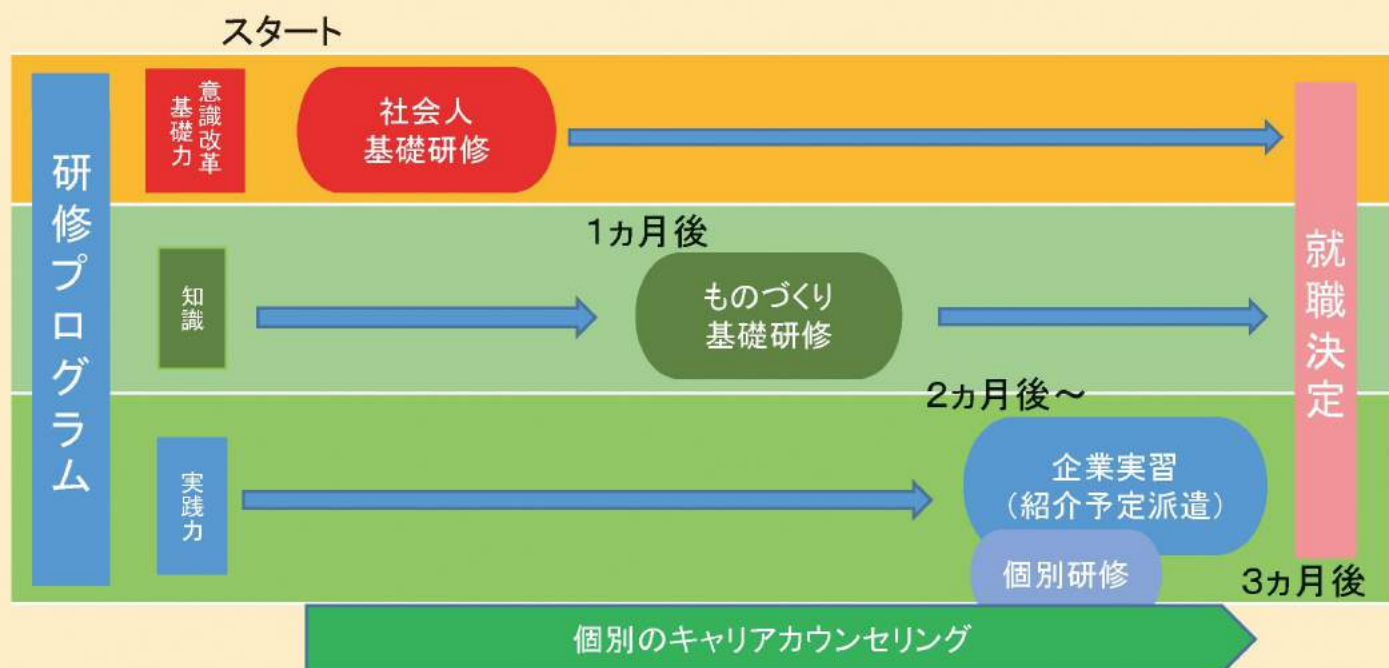 スタート
研修プログラム
意識改革
基礎力
社会人
基礎研修
1ヵ月後
知識
ものづくり
基礎研修
2ヵ月後～
実践力
企業実習
（紹介予定派遣）
個別研修
就職決定
3ヵ月後
個別のキャリアカウンセリング